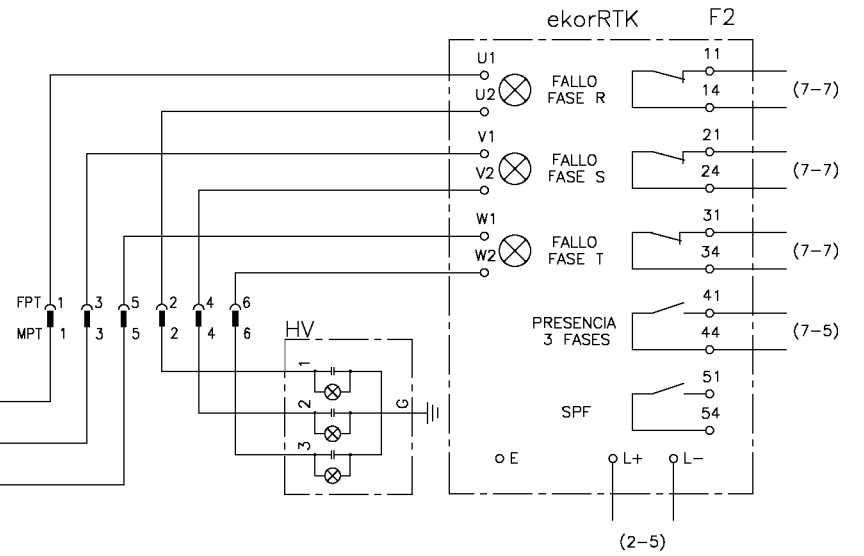 ekorRTK F2
U1 11
FALLO (7-7)
U2 FASE R 14
V1 21
FALLO (7-7)
V2 FASE S 24
W1 31
FALLO (7-7)
W2 FASE T 34
FPT 1 3 5 2 4 6
MPT 1 3 5 2 4 6
41
PRESENCIA (7-5)
3 FASES 44
HV
1
2 G
3
51
SPF 54
E L+ L-
(2-5)